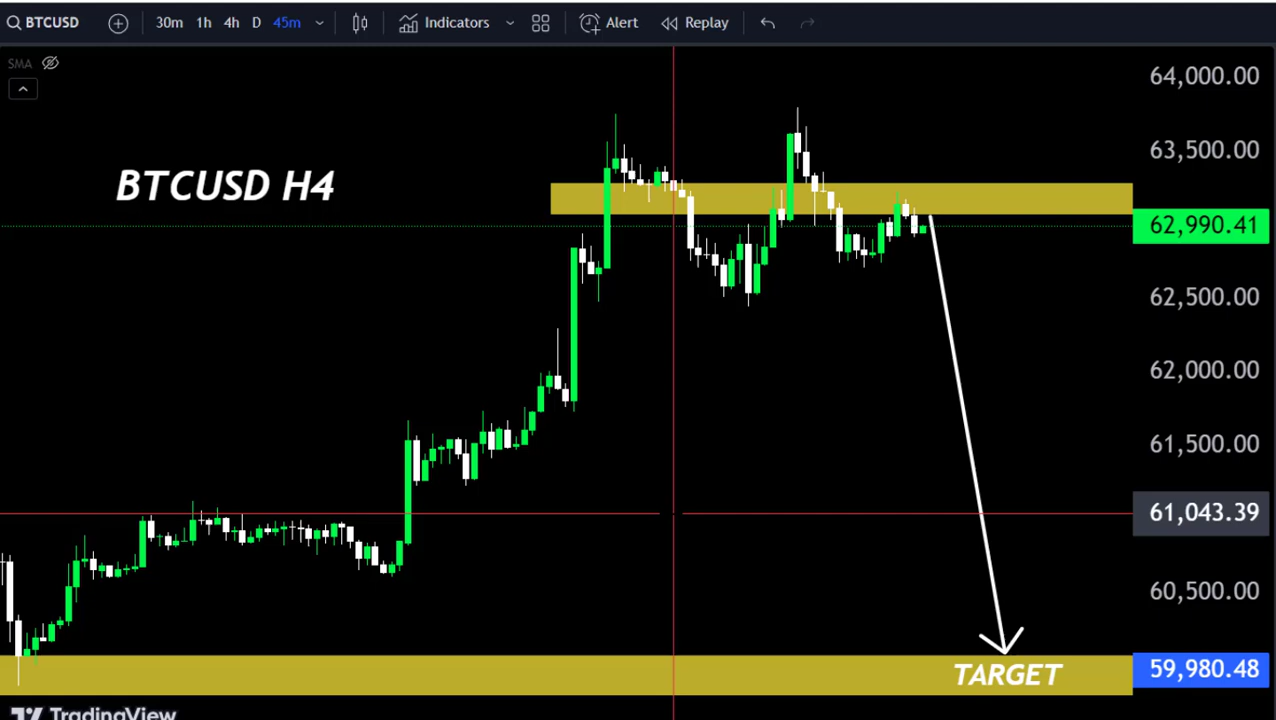 BTCUSD 30m 1h 4h D 45m Indicators Alert Replay
SMA
64,000.00
63,500.00
BTCUSD H4
62,990.41
62,500.00
62,000.00
61,500.00
61,043.39
60,500.00
TARGET 59,980.48
TradingView